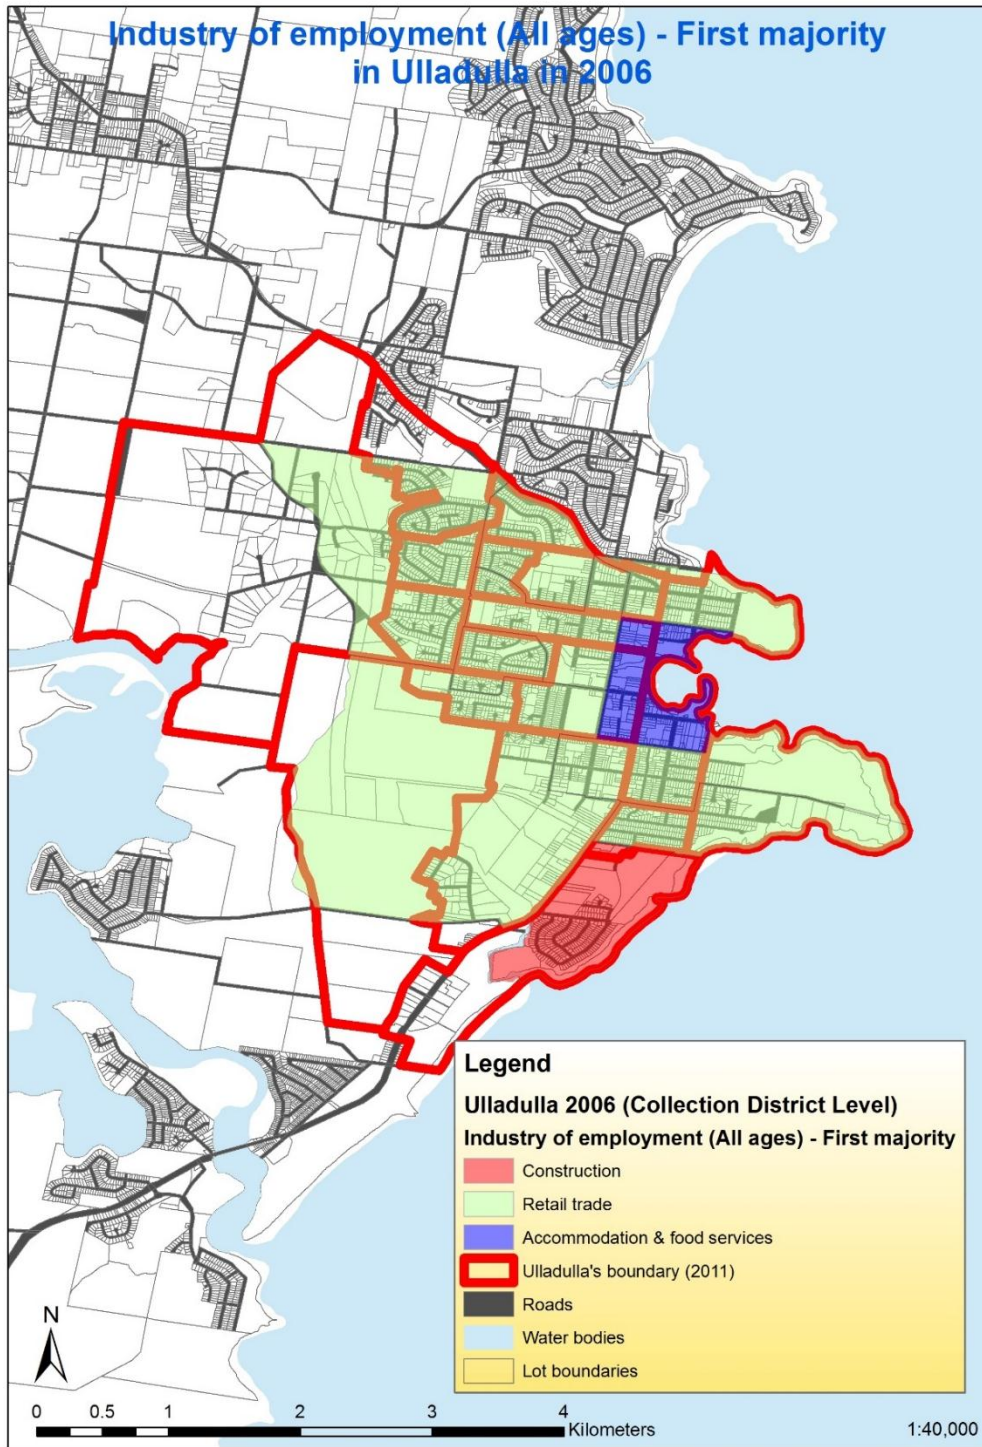 Industry of employment (All ages) - First majority
in Ulladulla in 2006
Legend
Ulladulla 2006 (Collection District Level)
Industry of employment (All ages) - First majority
Construction
Retail trade
Accommodation & food services
Ulladulla's boundary (2011)
Roads
Water bodies
Lot boundaries
N
0 0.5 1 2 3 4
Kilometers
1:40,000